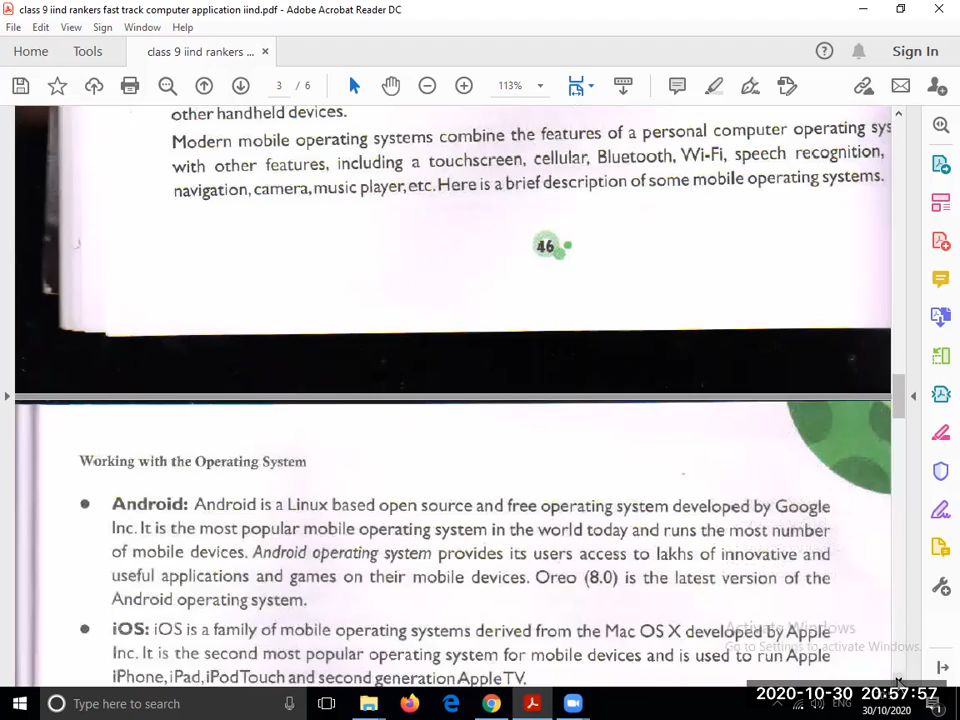 class 9 iind rankers fast track computer application iind.pdf - Adobe Acrobat Reader DC
File Edit View Sign Window Help
Home Tools class 9 iind rankers ... × Sign In
3 / 6 113%
other handheld devices.
Modern mobile operating systems combine the features of a personal computer operating sys
with other features, including a touchscreen, cellular, Bluetooth, Wi-Fi, speech recognition,
navigation, camera, music player, etc. Here is a brief description of some mobile operating systems.
46
Working with the Operating System
● Android: Android is a Linux based open source and free operating system developed by Google
Inc. It is the most popular mobile operating system in the world today and runs the most number
of mobile devices. Android operating system provides its users access to lakhs of innovative and
useful applications and games on their mobile devices. Oreo (8.0) is the latest version of the
Android operating system.
● iOS: iOS is a family of mobile operating systems derived from the Mac OS X developed by Apple
Inc. It is the second most popular operating system for mobile devices and is used to run Apple
iPhone, iPad, iPod Touch and second generation Apple TV.
Activate Windows
Go to Settings to activate Windows.
Type here to search
ENG
2020-10-30 20:57:57
30/10/2020